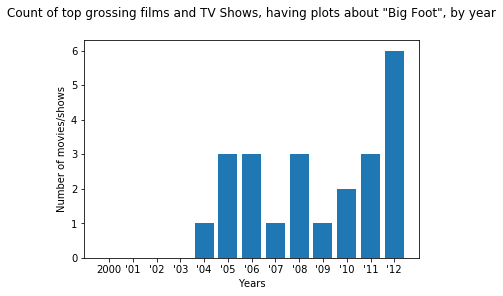 Count of top grossing films and TV Shows, having plots about "Big Foot", by year
6
5
4
3
2
1
0
Number of movies/shows
2000 '01 '02 '03 '04 '05 '06 '07 '08 '09 '10 '11 '12
Years